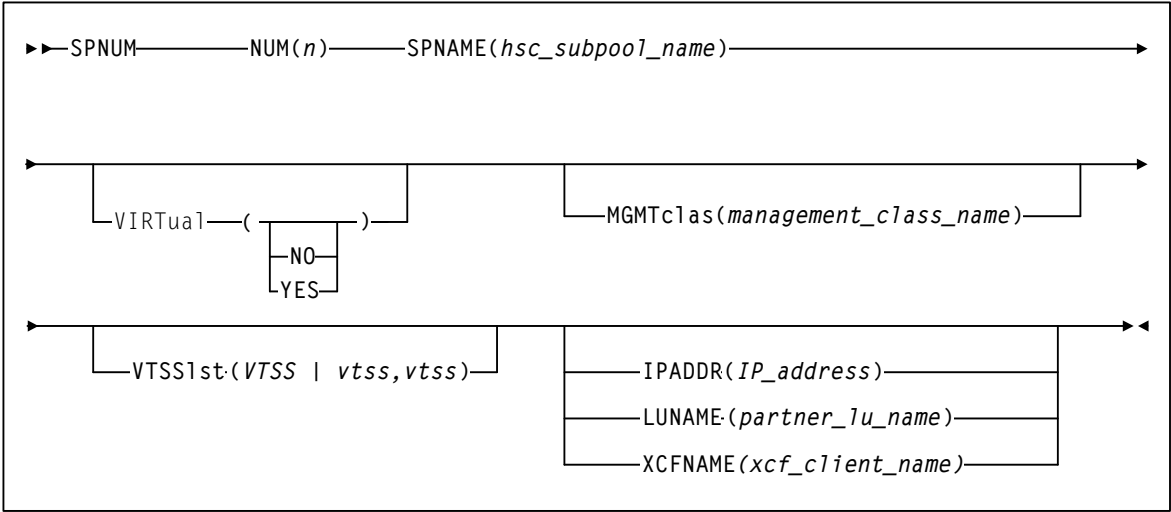 SPNUM NUM(n) SPNAME(hsc_subpool_name)
VIRTual ( )
NO
YES
MGMTclas(management_class_name)
VTSSlst(VTSS | vtss,vtss)
IPADDR(IP_address)
LUNAME(partner_lu_name)
XCFNAME(xcf_client_name)